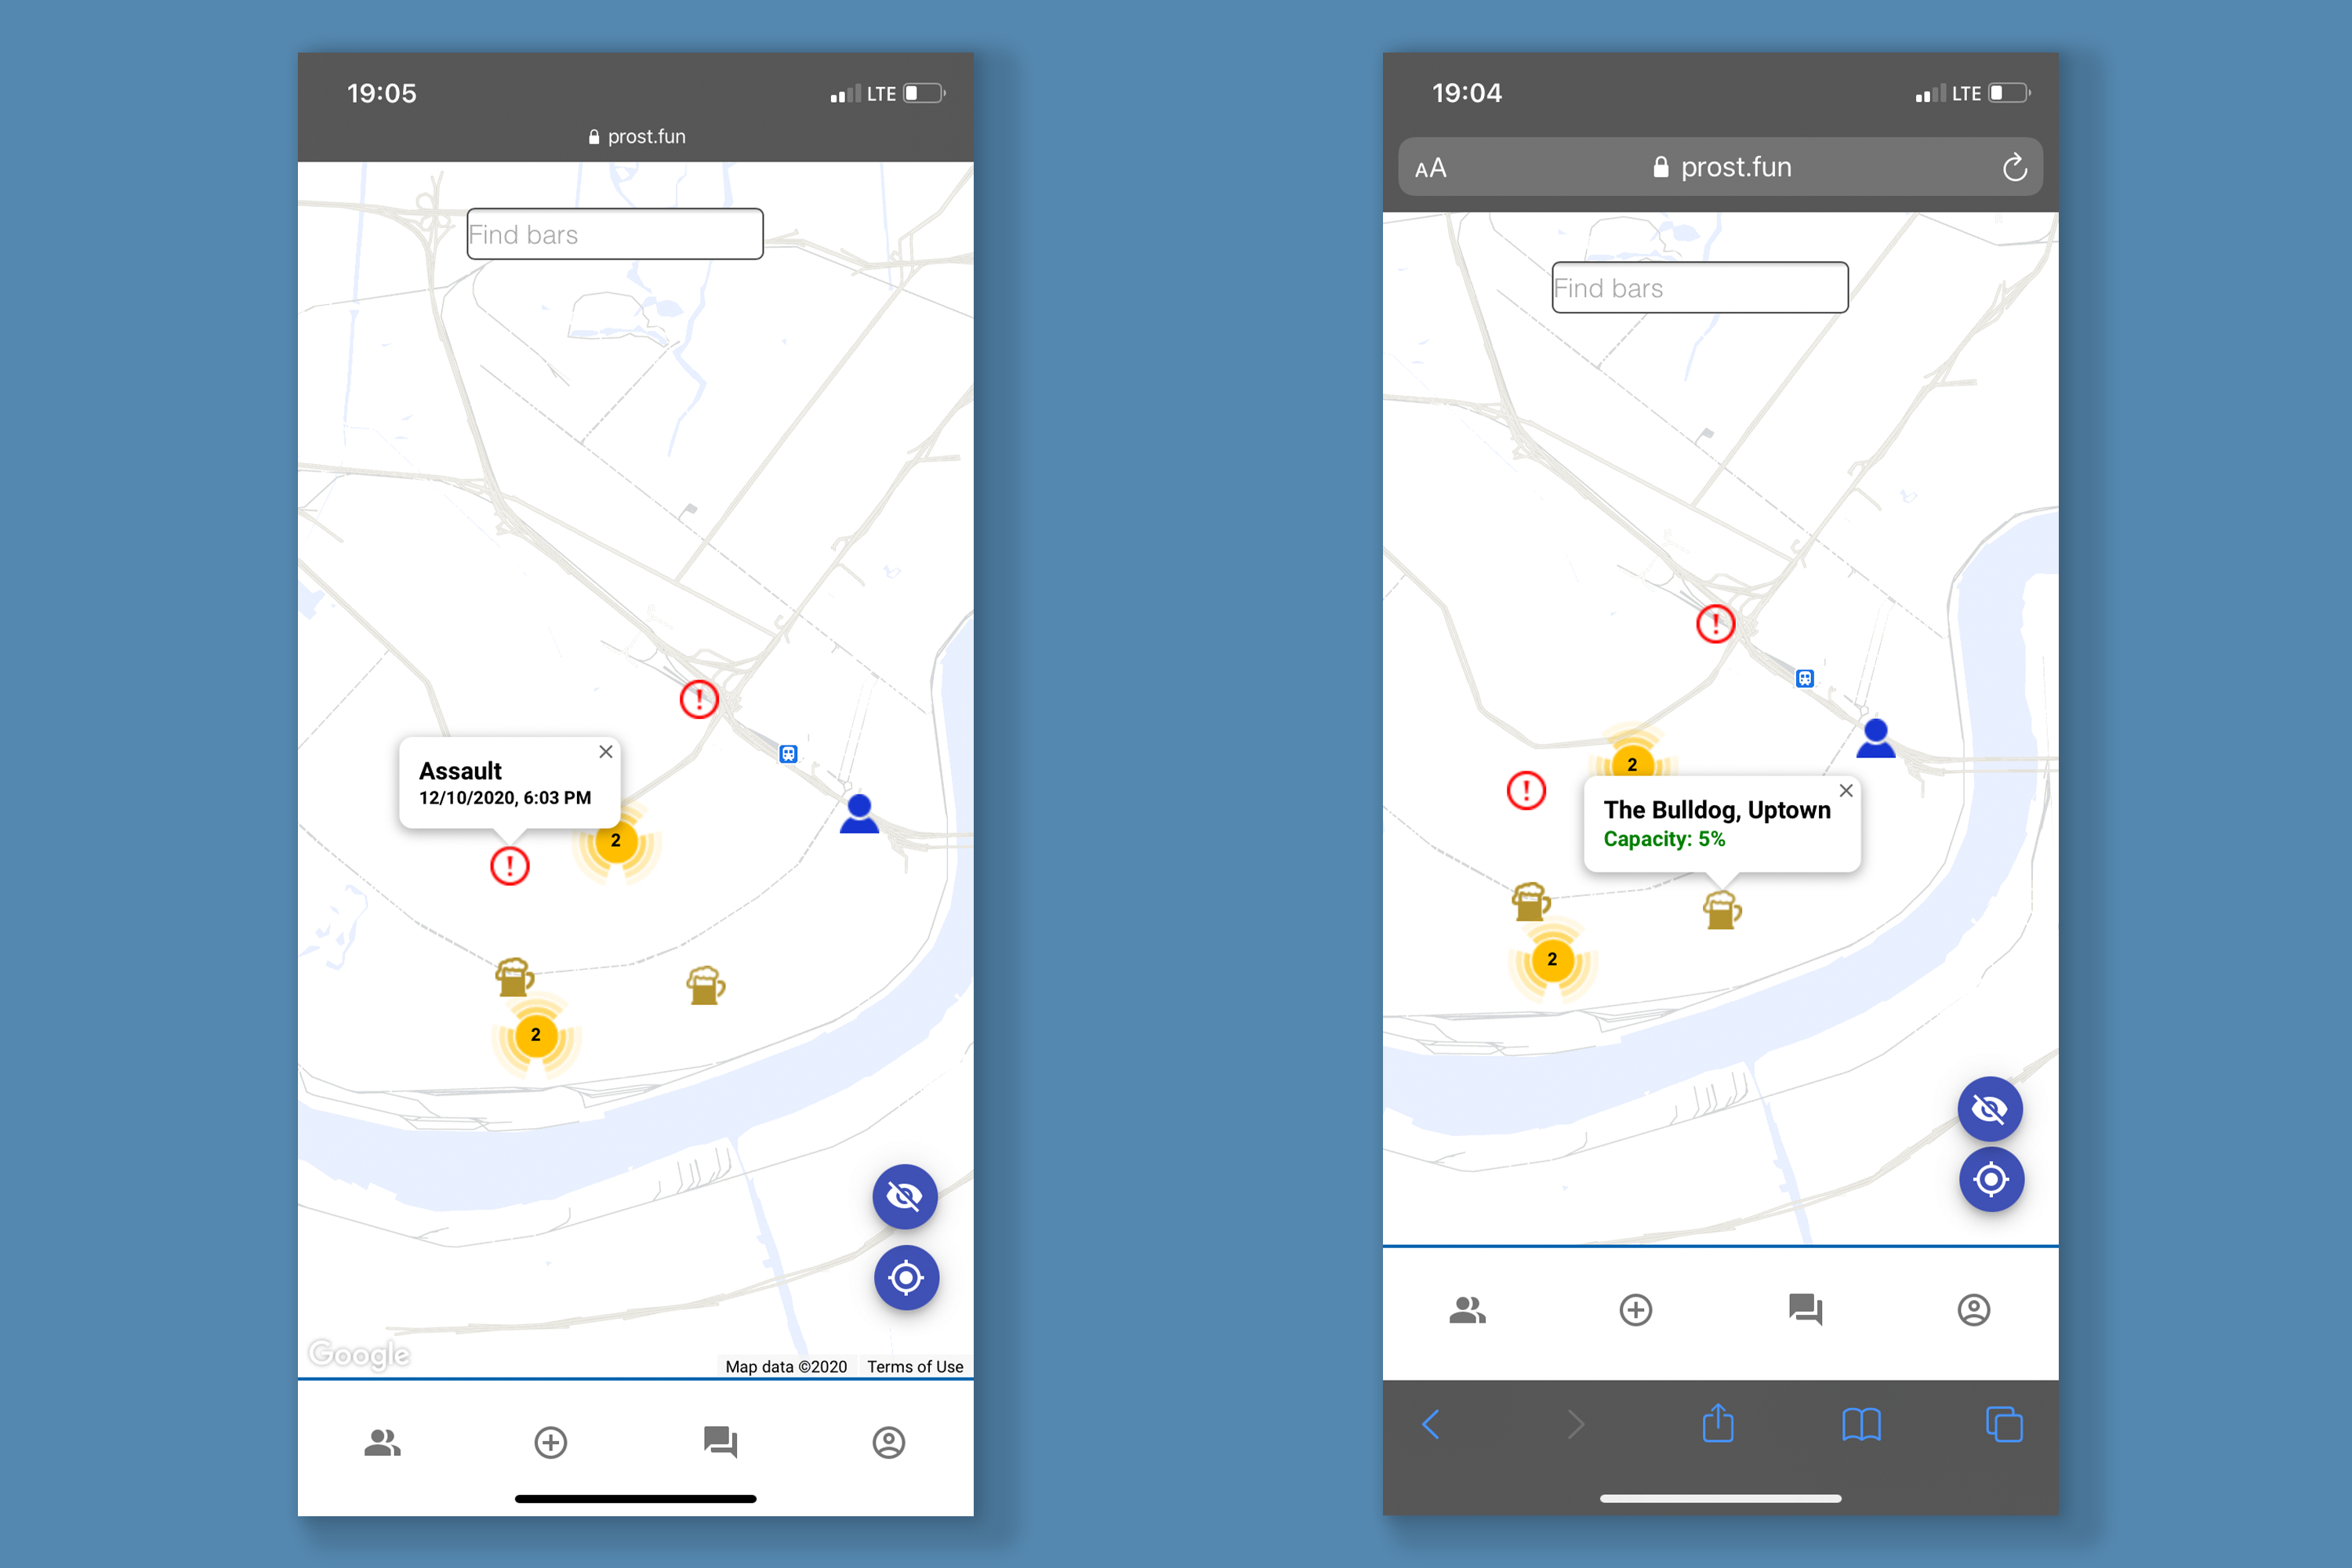 19:05
LTE
prost.fun
Find bars
Assault
12/10/2020, 6:03 PM
2
2
Google
Map data ©2020 Terms of Use
19:04
LTE
AA prost.fun
Find bars
2
The Bulldog, Uptown
Capacity: 5%
2